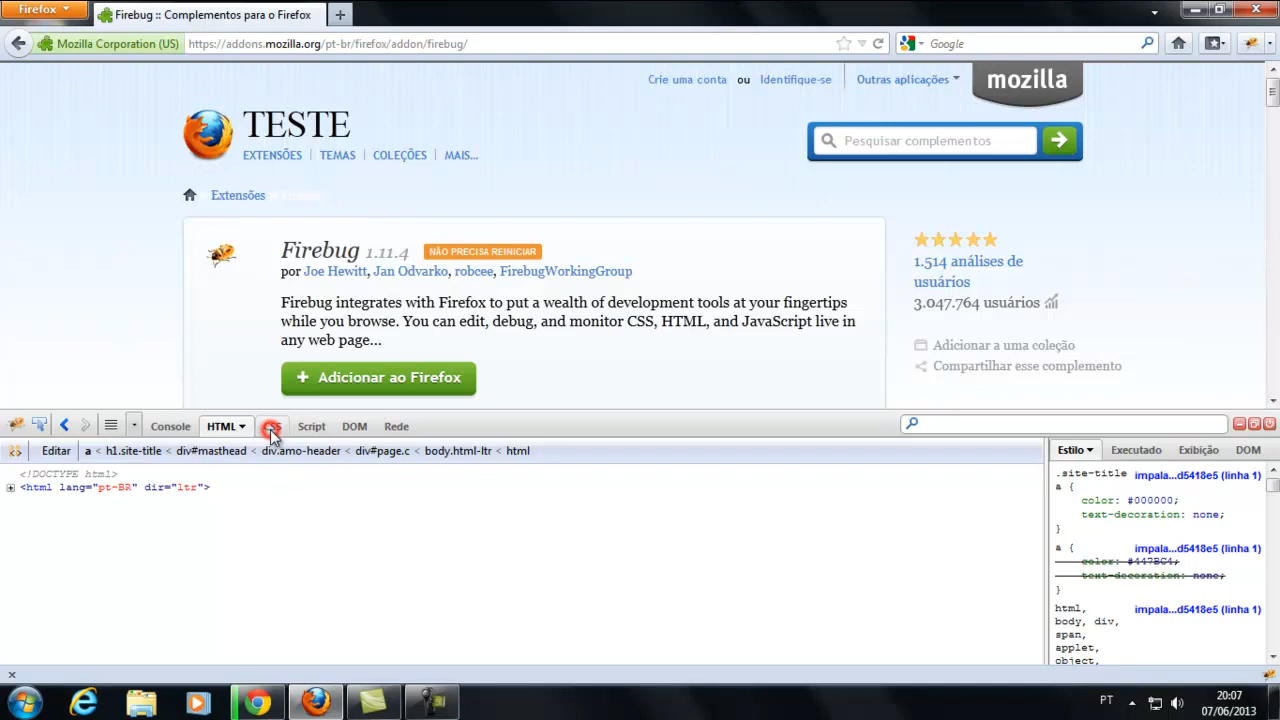 Firefox
Firebug :: Complementos para o Firefox
Mozilla Corporation (US)
https://addons.mozilla.org/pt-br/firefox/addon/firebug/
Google
Crie uma conta ou Identifique-se
Outras aplicações
mozilla
TESTE
Pesquisar complementos
EXTENSÕES | TEMAS | COLEÇÕES | MAIS...
Extensões
Firebug 1.11.4 NÃO PRECISA REINICIAR
por Joe Hewitt, Jan Odvarko, robcee, FirebugWorkingGroup
Firebug integrates with Firefox to put a wealth of development tools at your fingertips
while you browse. You can edit, debug, and monitor CSS, HTML, and JavaScript live in
any web page...
+ Adicionar ao Firefox
1.514 análises de
usuários
3.047.764 usuários
Adicionar a uma coleção
Compartilhar esse complemento
Console HTML Script DOM Rede
Editar a < h1.site-title < div#masthead < div.amo-header < div#page.c < body.html-ltr < html
<!DOCTYPE html>
<html lang="pt-BR" dir="ltr">
Estilo Executado Exibição DOM
.site-title impala...d5418e5 (linha 1)
a {
color: #000000;
text-decoration: none;
}
a { impala...d5418e5 (linha 1)
color: #447BC4;
text-decoration: none;
}
html, impala...d5418e5 (linha 1)
body, div,
span,
applet,
object,
PT
20:07
07/06/2013